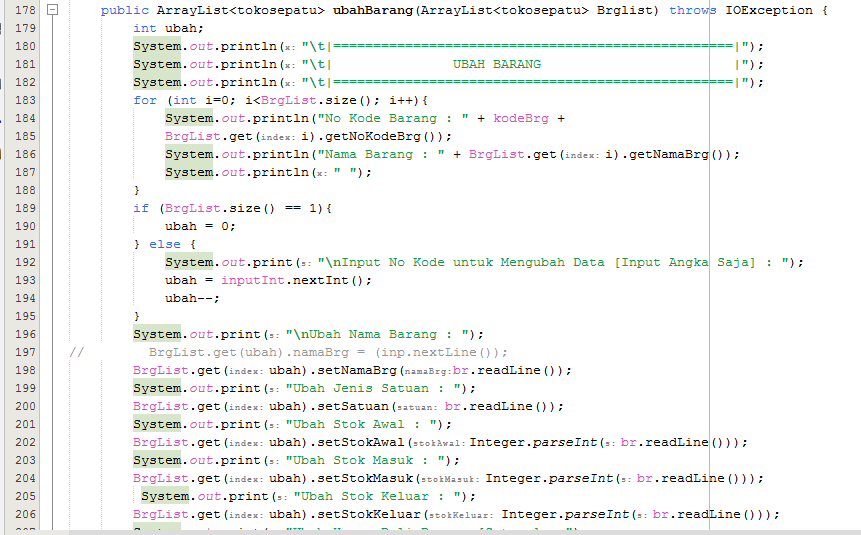 178 public ArrayList<tokosepatu> ubahBarang(ArrayList<tokosepatu> Brglist) throws IOException {
179 int ubah;
180 System.out.println(x: "\t|==================================================|");
181 System.out.println(x: "\t|               UBAH BARANG                        |");
182 System.out.println(x: "\t|==================================================|");
183 for (int i=0; i<BrgList.size(); i++){
184 System.out.println("No Kode Barang : " + kodeBrg +
185 BrgList.get(index: i).getNoKodeBrg());
186 System.out.println("Nama Barang : " + BrgList.get(index: i).getNamaBrg());
187 System.out.println(x: " ");
188 }
189 if (BrgList.size() == 1){
190 ubah = 0;
191 } else {
192 System.out.print(s: "\nInput No Kode untuk Mengubah Data [Input Angka Saja] : ");
193 ubah = inputInt.nextInt();
194 ubah--;
195 }
196 System.out.print(s: "\nUbah Nama Barang : ");
197 //        BrgList.get(ubah).namaBrg = (inp.nextLine());
198 BrgList.get(index: ubah).setNamaBrg(namaBrg:br.readLine());
199 System.out.print(s: "Ubah Jenis Satuan : ");
200 BrgList.get(index: ubah).setSatuan(satuan: br.readLine());
201 System.out.print(s: "Ubah Stok Awal : ");
202 BrgList.get(index: ubah).setStokAwal(stokAwal: Integer.parseInt(s: br.readLine()));
203 System.out.print(s: "Ubah Stok Masuk : ");
204 BrgList.get(index: ubah).setStokMasuk(stokMasuk: Integer.parseInt(s: br.readLine()));
205 System.out.print(s: "Ubah Stok Keluar : ");
206 BrgList.get(index: ubah).setStokKeluar(stokKeluar: Integer.parseInt(s: br.readLine()));